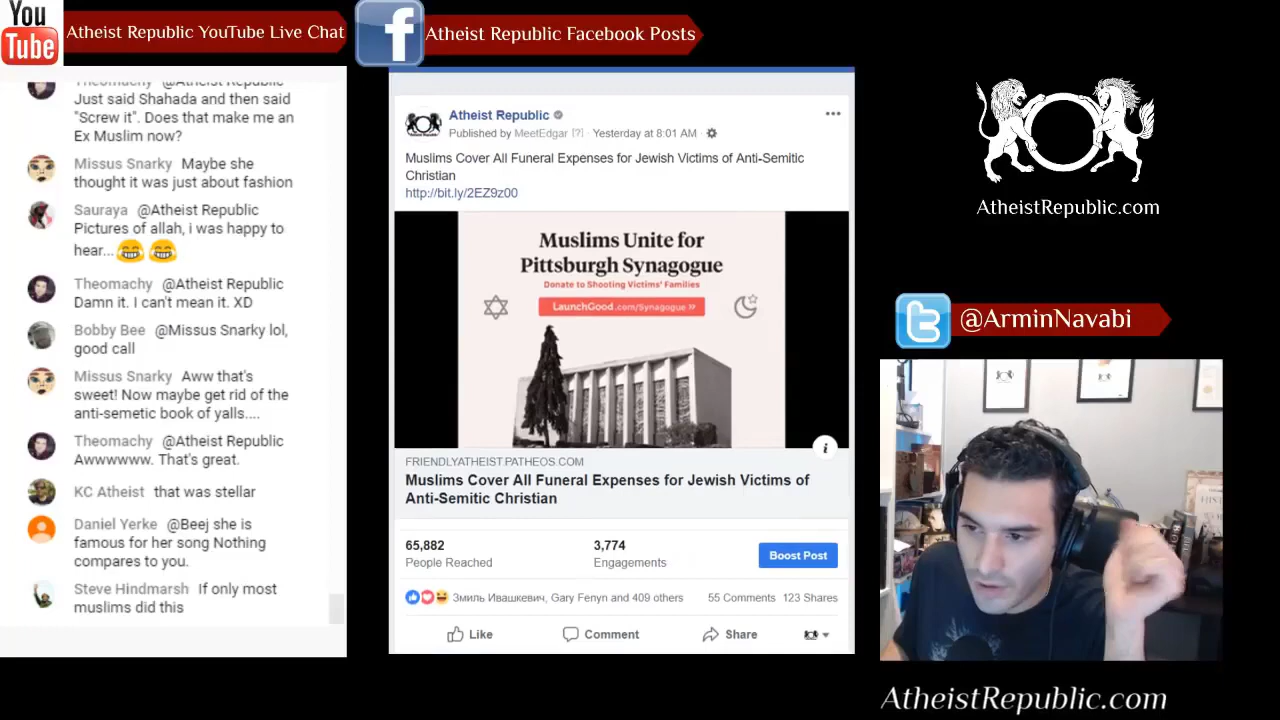 You
Tube
Atheist Republic YouTube Live Chat
Atheist Republic Facebook Posts
Theomachy @Atheist Republic
Just said Shahada and then said
"Screw it". Does that make me an
Ex Muslim now?
Missus Snarky Maybe she
thought it was just about fashion
Sauraya @Atheist Republic
Pictures of allah, i was happy to
hear...😂 😂
Theomachy @Atheist Republic
Damn it. I can't mean it. XD
Bobby Bee @Missus Snarky lol,
good call
Missus Snarky Aww that's
sweet! Now maybe get rid of the
anti-semetic book of yalls....
Theomachy @Atheist Republic
Awwwwww. That's great.
KC Atheist that was stellar
Daniel Yerke @Beej she is
famous for her song Nothing
compares to you.
Steve Hindmarsh If only most
muslims did this
Atheist Republic
Published by MeetEdgar [?] · Yesterday at 8:01 AM ·
Muslims Cover All Funeral Expenses for Jewish Victims of Anti-Semitic
Christian
http://bit.ly/2EZ9z00
Muslims Unite for
Pittsburgh Synagogue
Donate to Shooting Victims' Families
LaunchGood.com/Synagogue »
FRIENDLYATHEIST.PATHEOS.COM
Muslims Cover All Funeral Expenses for Jewish Victims of
Anti-Semitic Christian
65,882
People Reached
3,774
Engagements
Boost Post
Эмиль Ивашкевич, Gary Fenyn and 409 others
55 Comments 123 Shares
Like
Comment
Share
AtheistRepublic.com
@ArminNavabi
AtheistRepublic.com